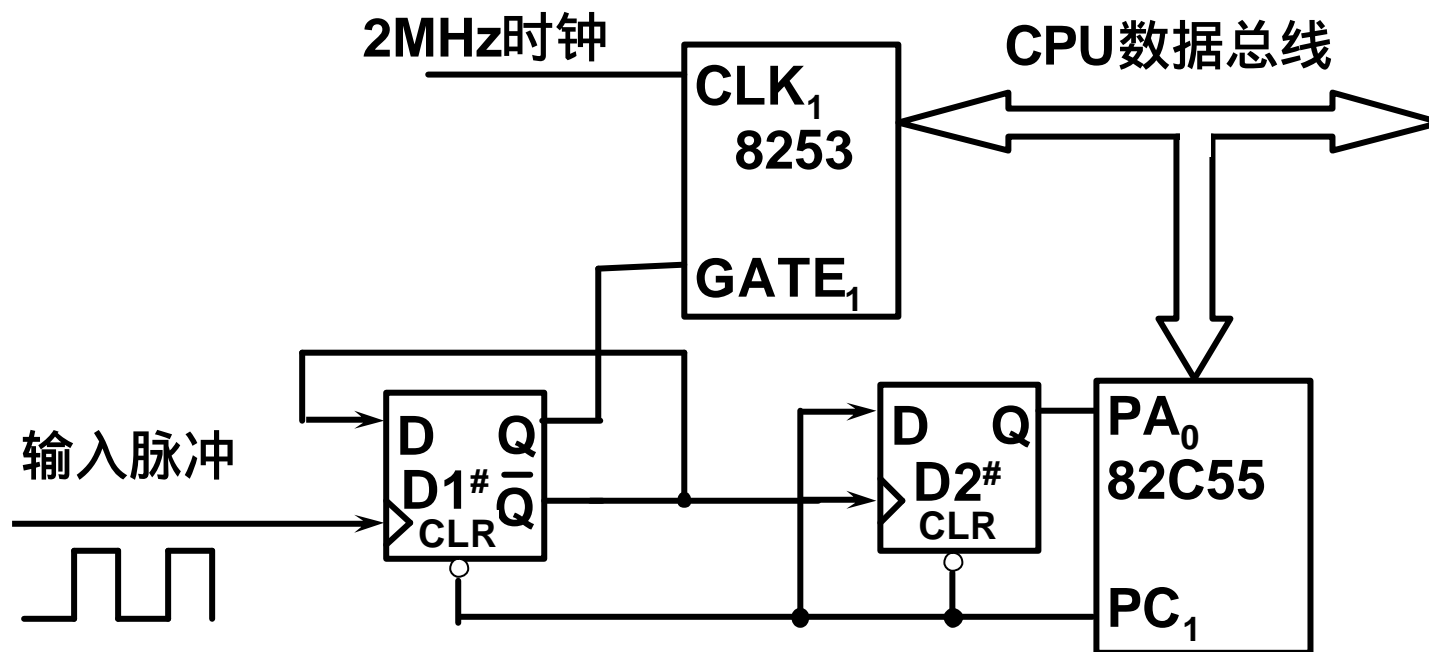 2MHz时钟
CPU数据总线
CLK₁
8253
GATE₁
输入脉冲
D Q
D1# Q̅
CLR
D Q
D2#
CLR
PA₀
82C55
PC₁